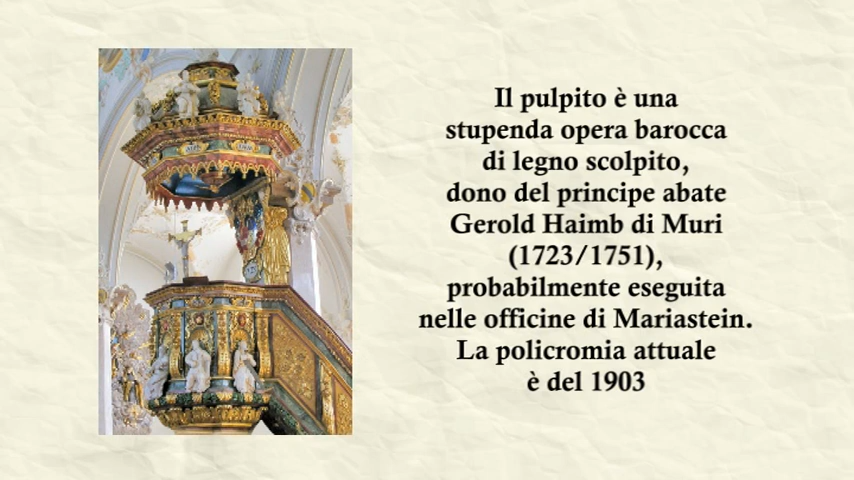 Il pulpito è una
stupenda opera barocca
di legno scolpito,
dono del principe abate
Gerold Haimb di Muri
(1723/1751),
probabilmente eseguita
nelle officine di Mariastein.
La policromia attuale
è del 1903